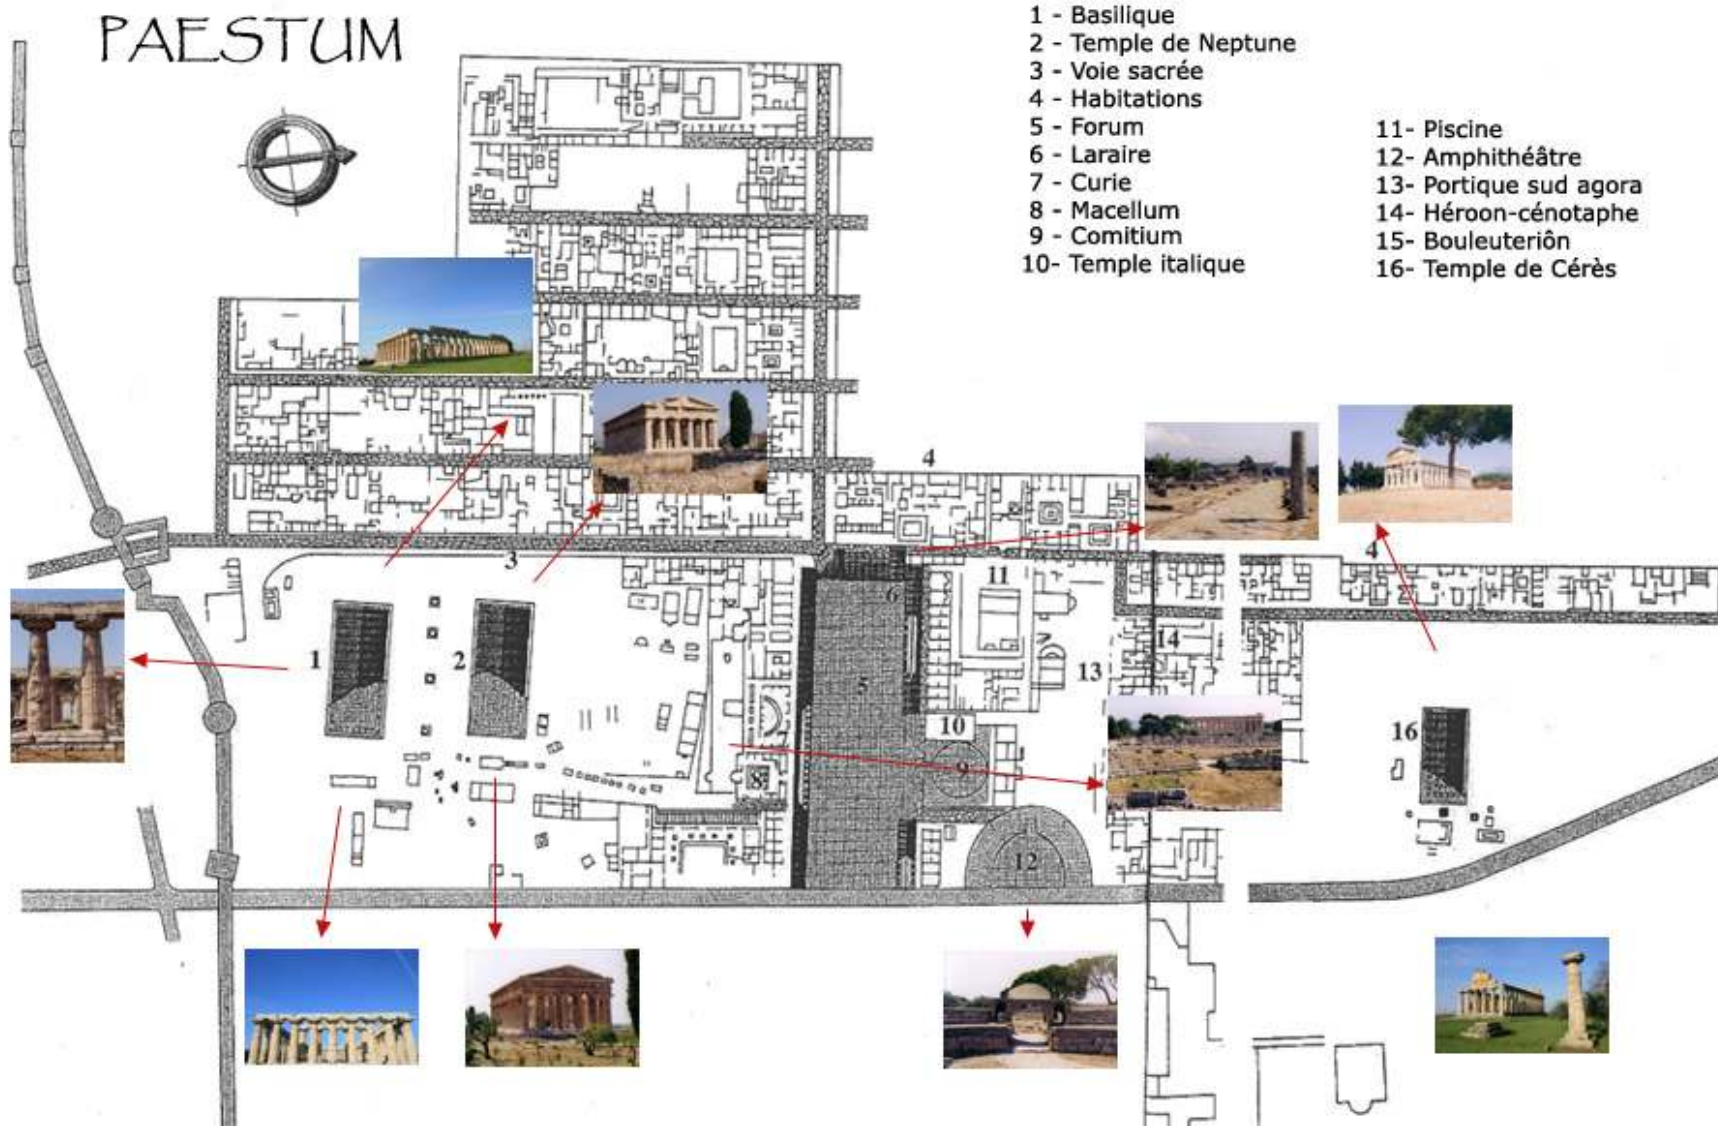 PAESTUM
1 - Basilique
2 - Temple de Neptune
3 - Voie sacrée
4 - Habitations
5 - Forum
6 - Laraire
7 - Curie
8 - Macellum
9 - Comitium
10- Temple italique
11- Piscine
12- Amphithéâtre
13- Portique sud agora
14- Héroon-cénotaphe
15- Bouleuteriôn
16- Temple de Cérès
4
3
4
11
6
14
1
2
13
5
10
16
9
8
12